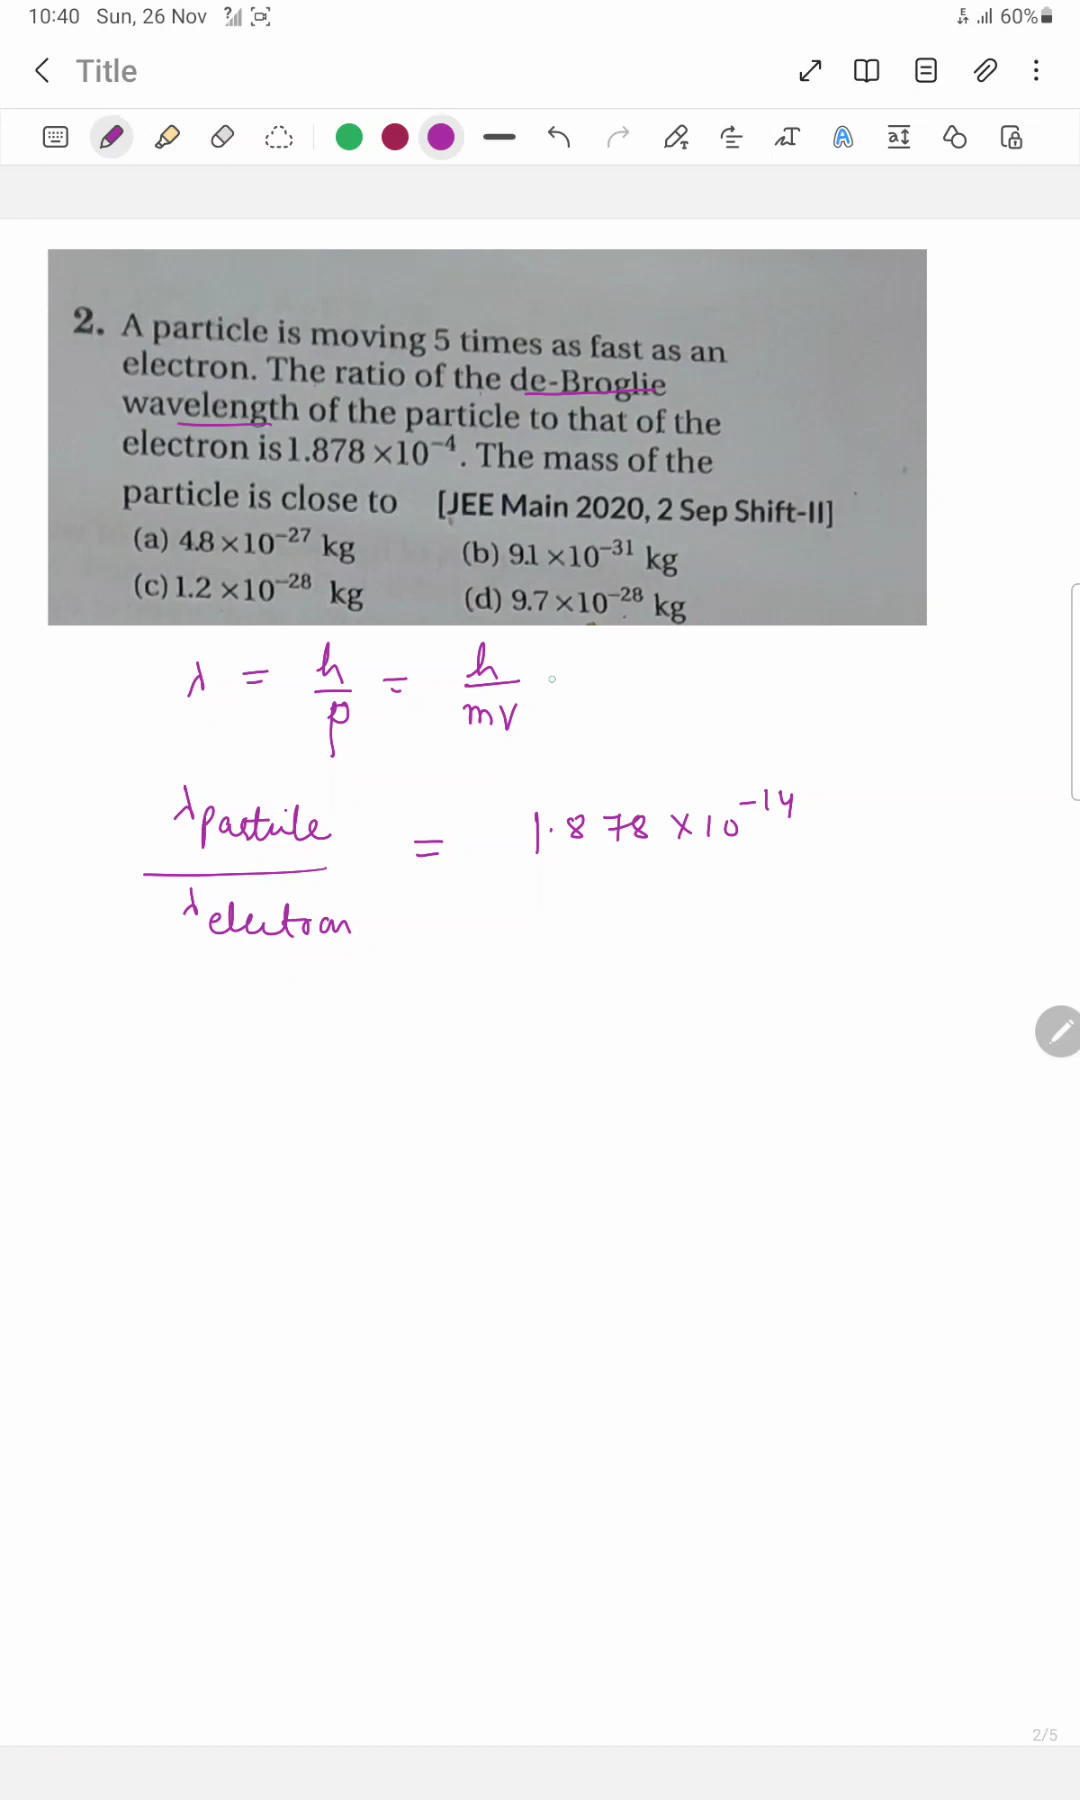 10:40 Sun, 26 Nov 60%
Title
2. A particle is moving 5 times as fast as an
electron. The ratio of the de-Broglie
wavelength of the particle to that of the
electron is 1.878 ×10⁻⁴. The mass of the
particle is close to [JEE Main 2020, 2 Sep Shift-II]
(a) 4.8 ×10⁻²⁷ kg (b) 9.1 ×10⁻³¹ kg
(c) 1.2 ×10⁻²⁸ kg (d) 9.7 ×10⁻²⁸ kg
λ = h/p = h/mv
λ particle / λ electron = 1.878 × 10⁻¹⁴
2/5